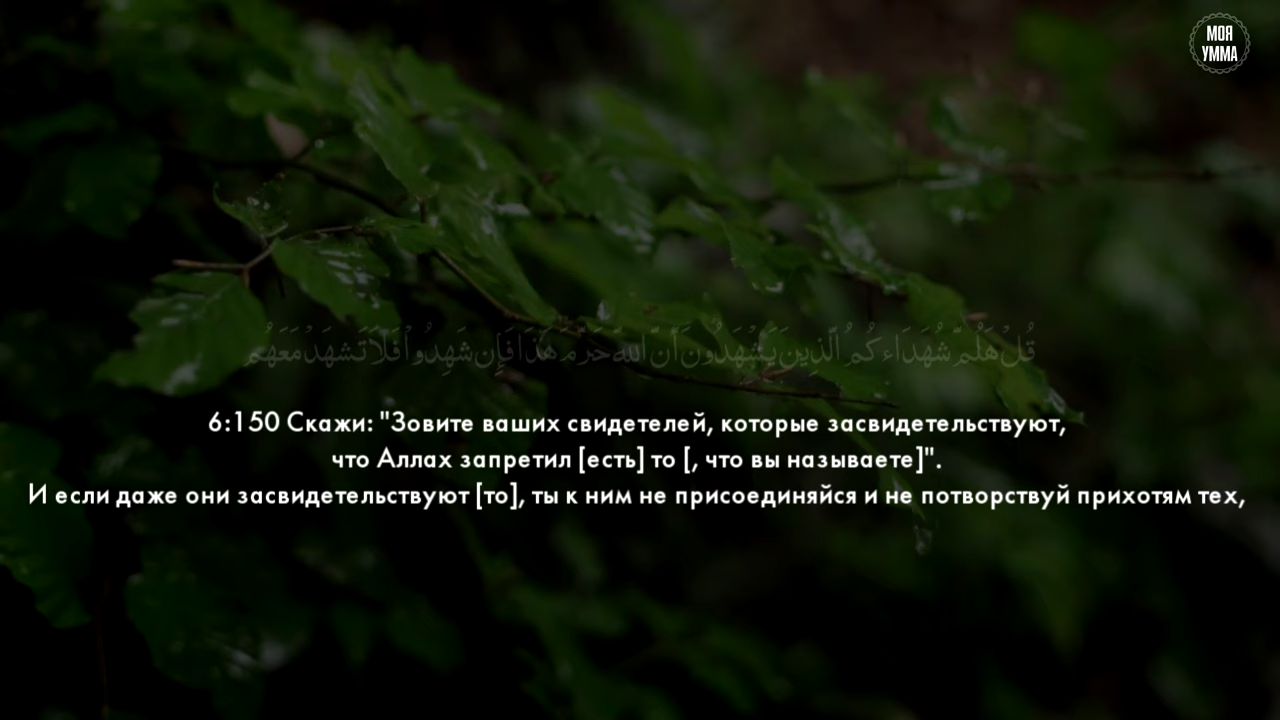 МОЯ
УММА
قُلْ هَلُمَّ شُهَدَاءَكُمُ الَّذِينَ يَشْهَدُونَ أَنَّ اللَّهَ حَرَّمَ هَٰذَا فَإِن شَهِدُوا فَلَا تَشْهَدْ مَعَهُمْ
6:150 Скажи: "Зовите ваших свидетелей, которые засвидетельствуют,
что Аллах запретил [есть] то [, что вы называете]".
И если даже они засвидетельствуют [то], ты к ним не присоединяйся и не потворствуй прихотям тех,